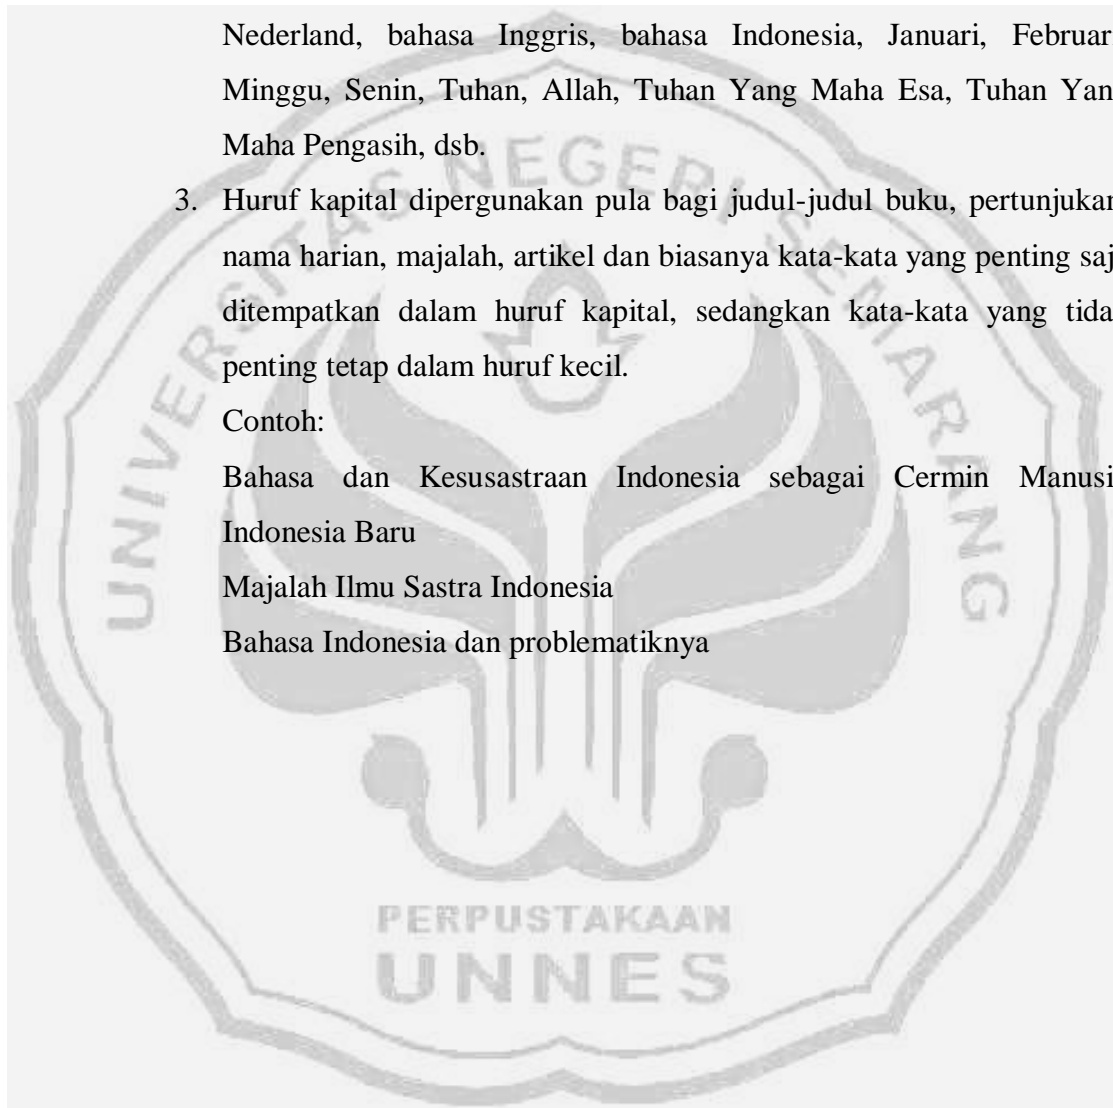 Nederland, bahasa Inggris, bahasa Indonesia, Januari, Februar
Minggu, Senin, Tuhan, Allah, Tuhan Yang Maha Esa, Tuhan Yan
Maha Pengasih, dsb.
3. Huruf kapital dipergunakan pula bagi judul-judul buku, pertunjukan
nama harian, majalah, artikel dan biasanya kata-kata yang penting saj
ditempatkan dalam huruf kapital, sedangkan kata-kata yang tida
penting tetap dalam huruf kecil.
Contoh:
Bahasa dan Kesusastraan Indonesia sebagai Cermin Manusi
Indonesia Baru
Majalah Ilmu Sastra Indonesia
Bahasa Indonesia dan problematiknya
UNIVERSITAS NEGERI SEMARANG
PERPUSTAKAAN
UNNES